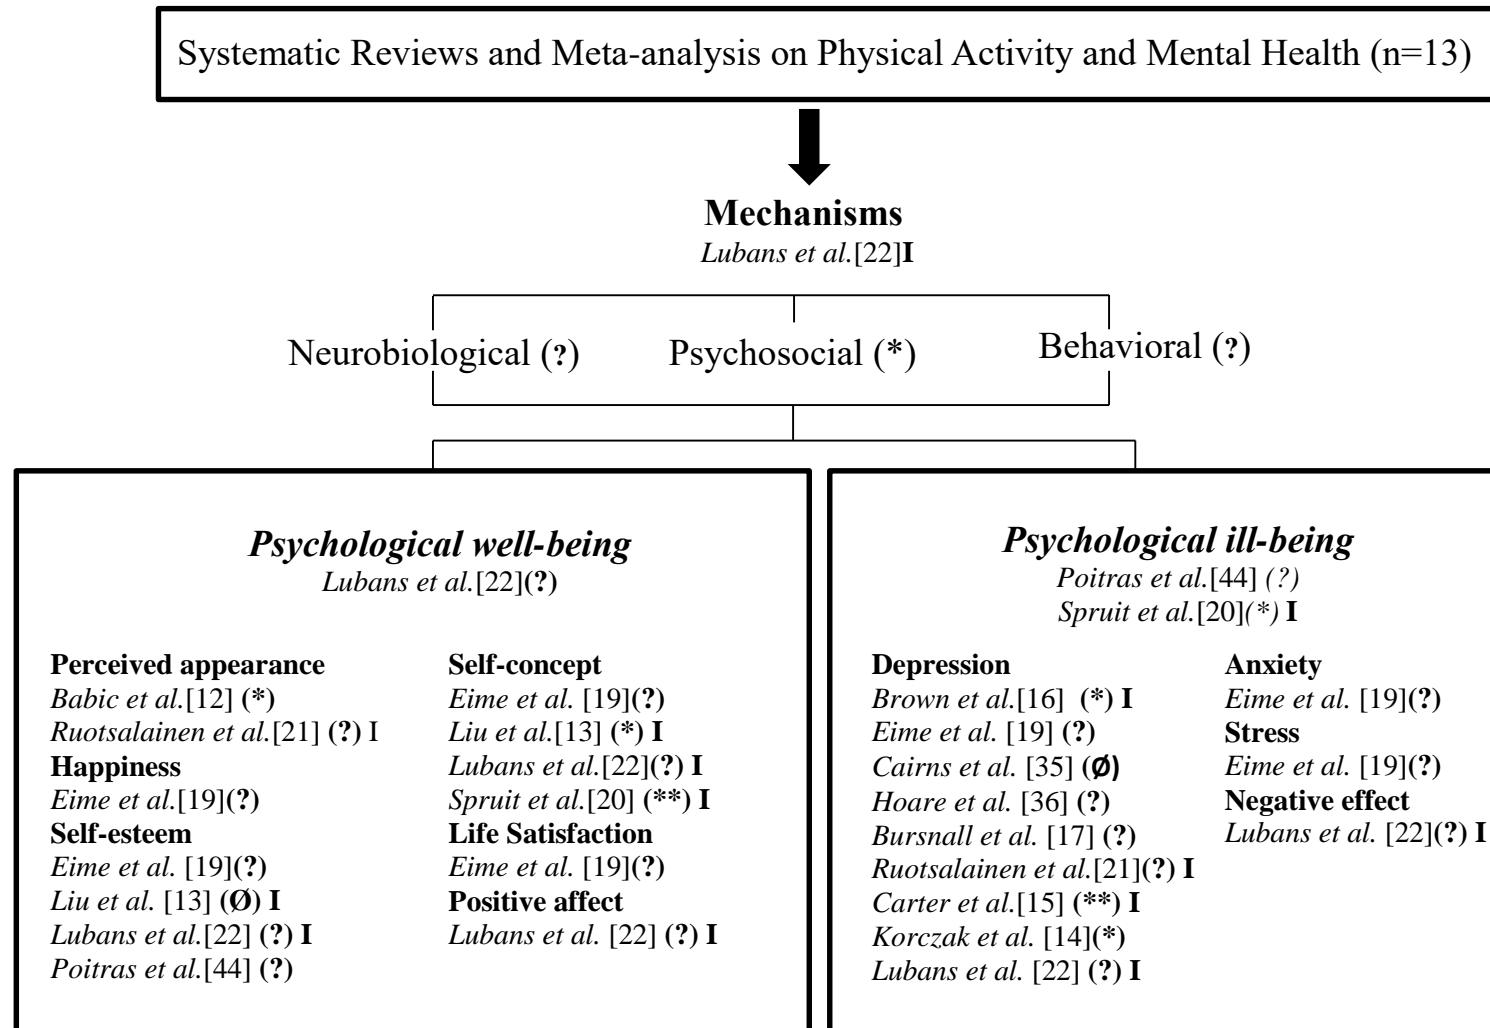 Systematic Reviews and Meta-analysis on Physical Activity and Mental Health (n=13)
Mechanisms
Lubans et al.[22]I
Neurobiological (?)
Psychosocial (*)
Behavioral (?)
Psychological well-being
Lubans et al.[22](?)
Perceived appearance
Babic et al.[12] (*)
Ruotsalainen et al.[21] (?) I
Happiness
Eime et al.[19](?)
Self-esteem
Eime et al. [19](?)
Liu et al. [13] (Ø) I
Lubans et al.[22] (?) I
Poitras et al.[44] (?)
Self-concept
Eime et al. [19](?)
Liu et al.[13] (*) I
Lubans et al.[22](?) I
Spruit et al.[20] (**) I
Life Satisfaction
Eime et al. [19](?)
Positive affect
Lubans et al. [22] (?) I
Psychological ill-being
Poitras et al.[44] (?)
Spruit et al.[20](*) I
Depression
Brown et al.[16] (*) I
Eime et al. [19] (?)
Cairns et al. [35] (Ø)
Hoare et al. [36] (?)
Bursnall et al. [17] (?)
Ruotsalainen et al.[21](?) I
Carter et al.[15] (**) I
Korczak et al. [14](*)
Lubans et al. [22] (?) I
Anxiety
Eime et al. [19](?)
Stress
Eime et al. [19](?)
Negative effect
Lubans et al. [22](?) I